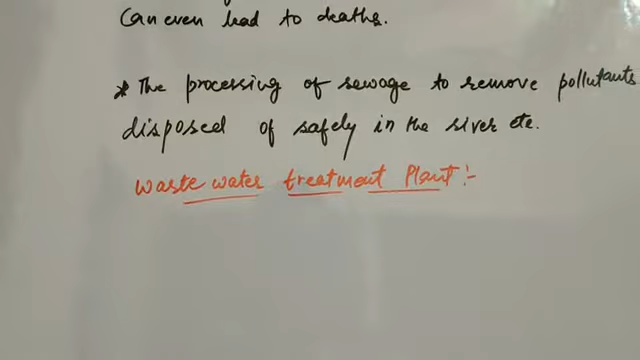 Can even lead to deaths.
* The processing of sewage to remove pollutants
disposed of safely in the river etc.
Waste water treatment Plant :-